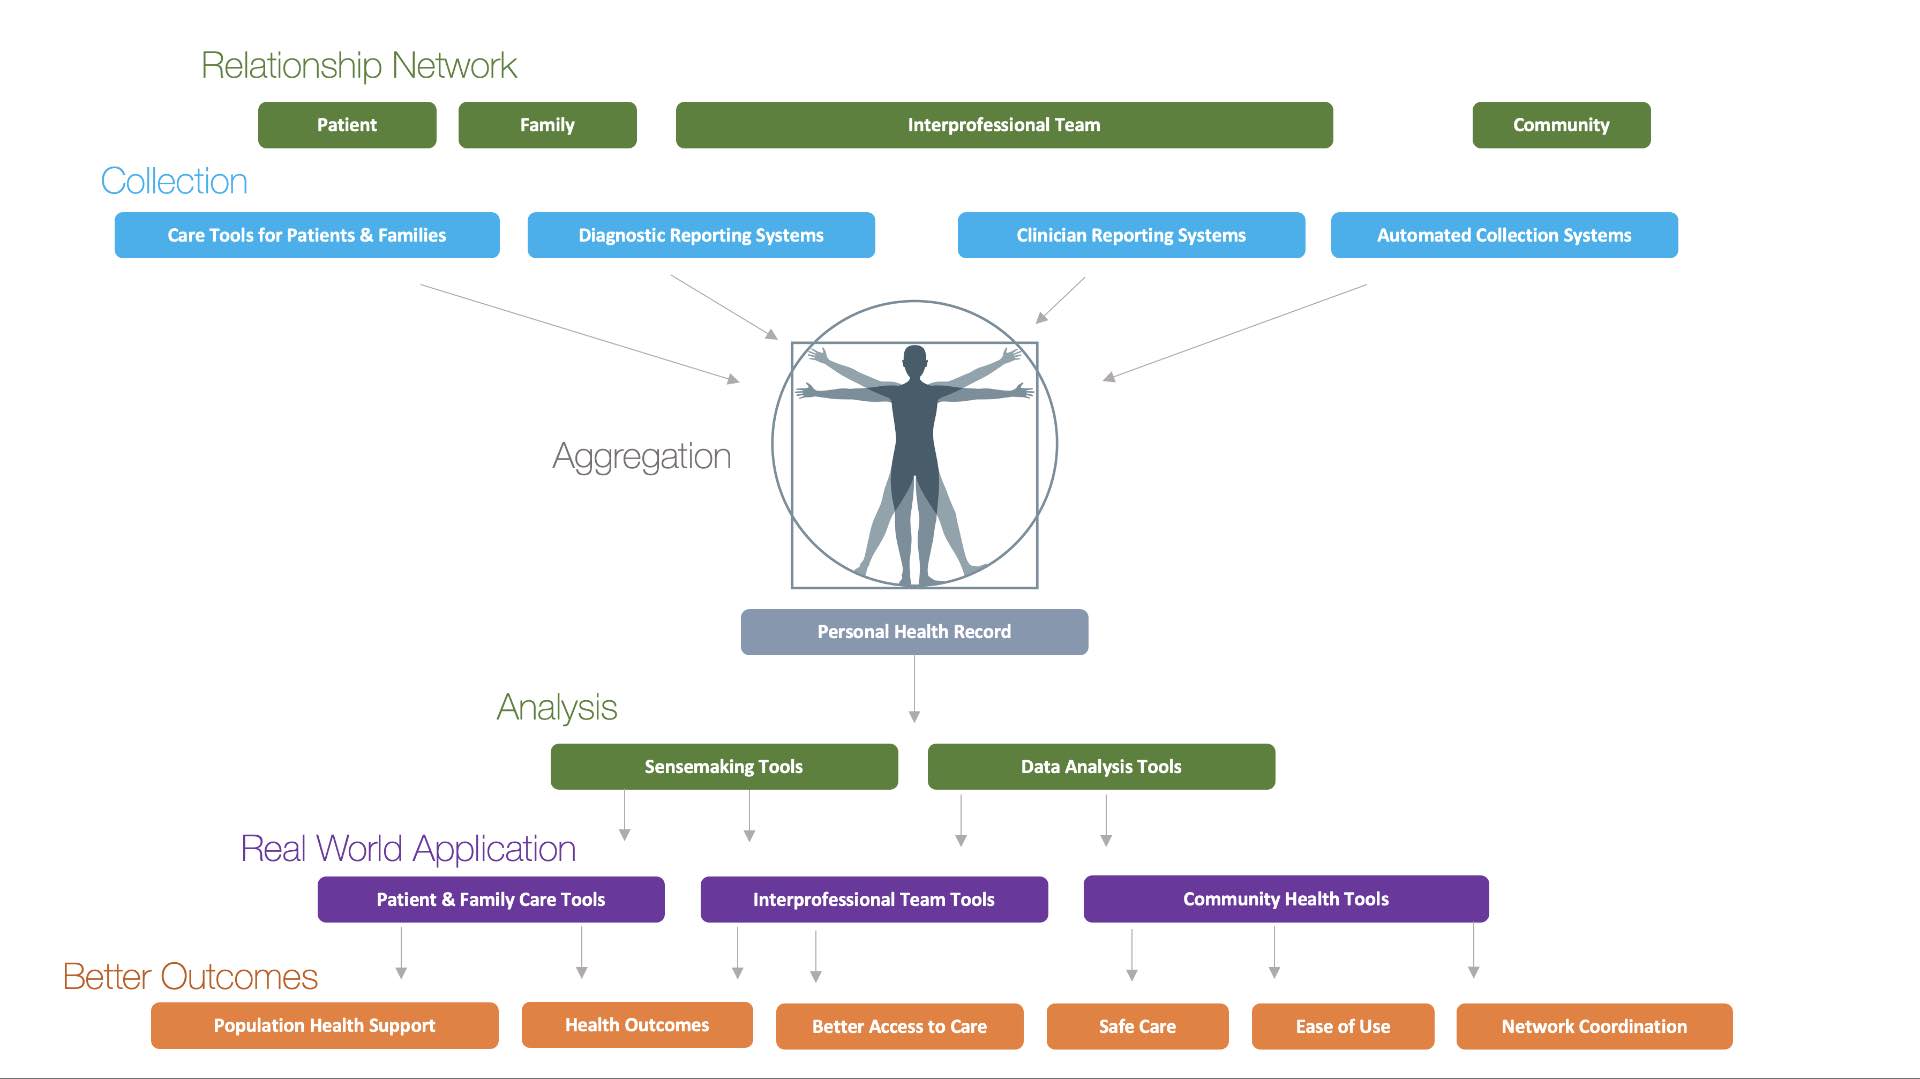 Relationship Network
Patient
Family
Interprofessional Team
Community
Collection
Care Tools for Patients & Families
Diagnostic Reporting Systems
Clinician Reporting Systems
Automated Collection Systems
Aggregation
Personal Health Record
Analysis
Sensemaking Tools
Data Analysis Tools
Real World Application
Patient & Family Care Tools
Interprofessional Team Tools
Community Health Tools
Better Outcomes
Population Health Support
Health Outcomes
Better Access to Care
Safe Care
Ease of Use
Network Coordination